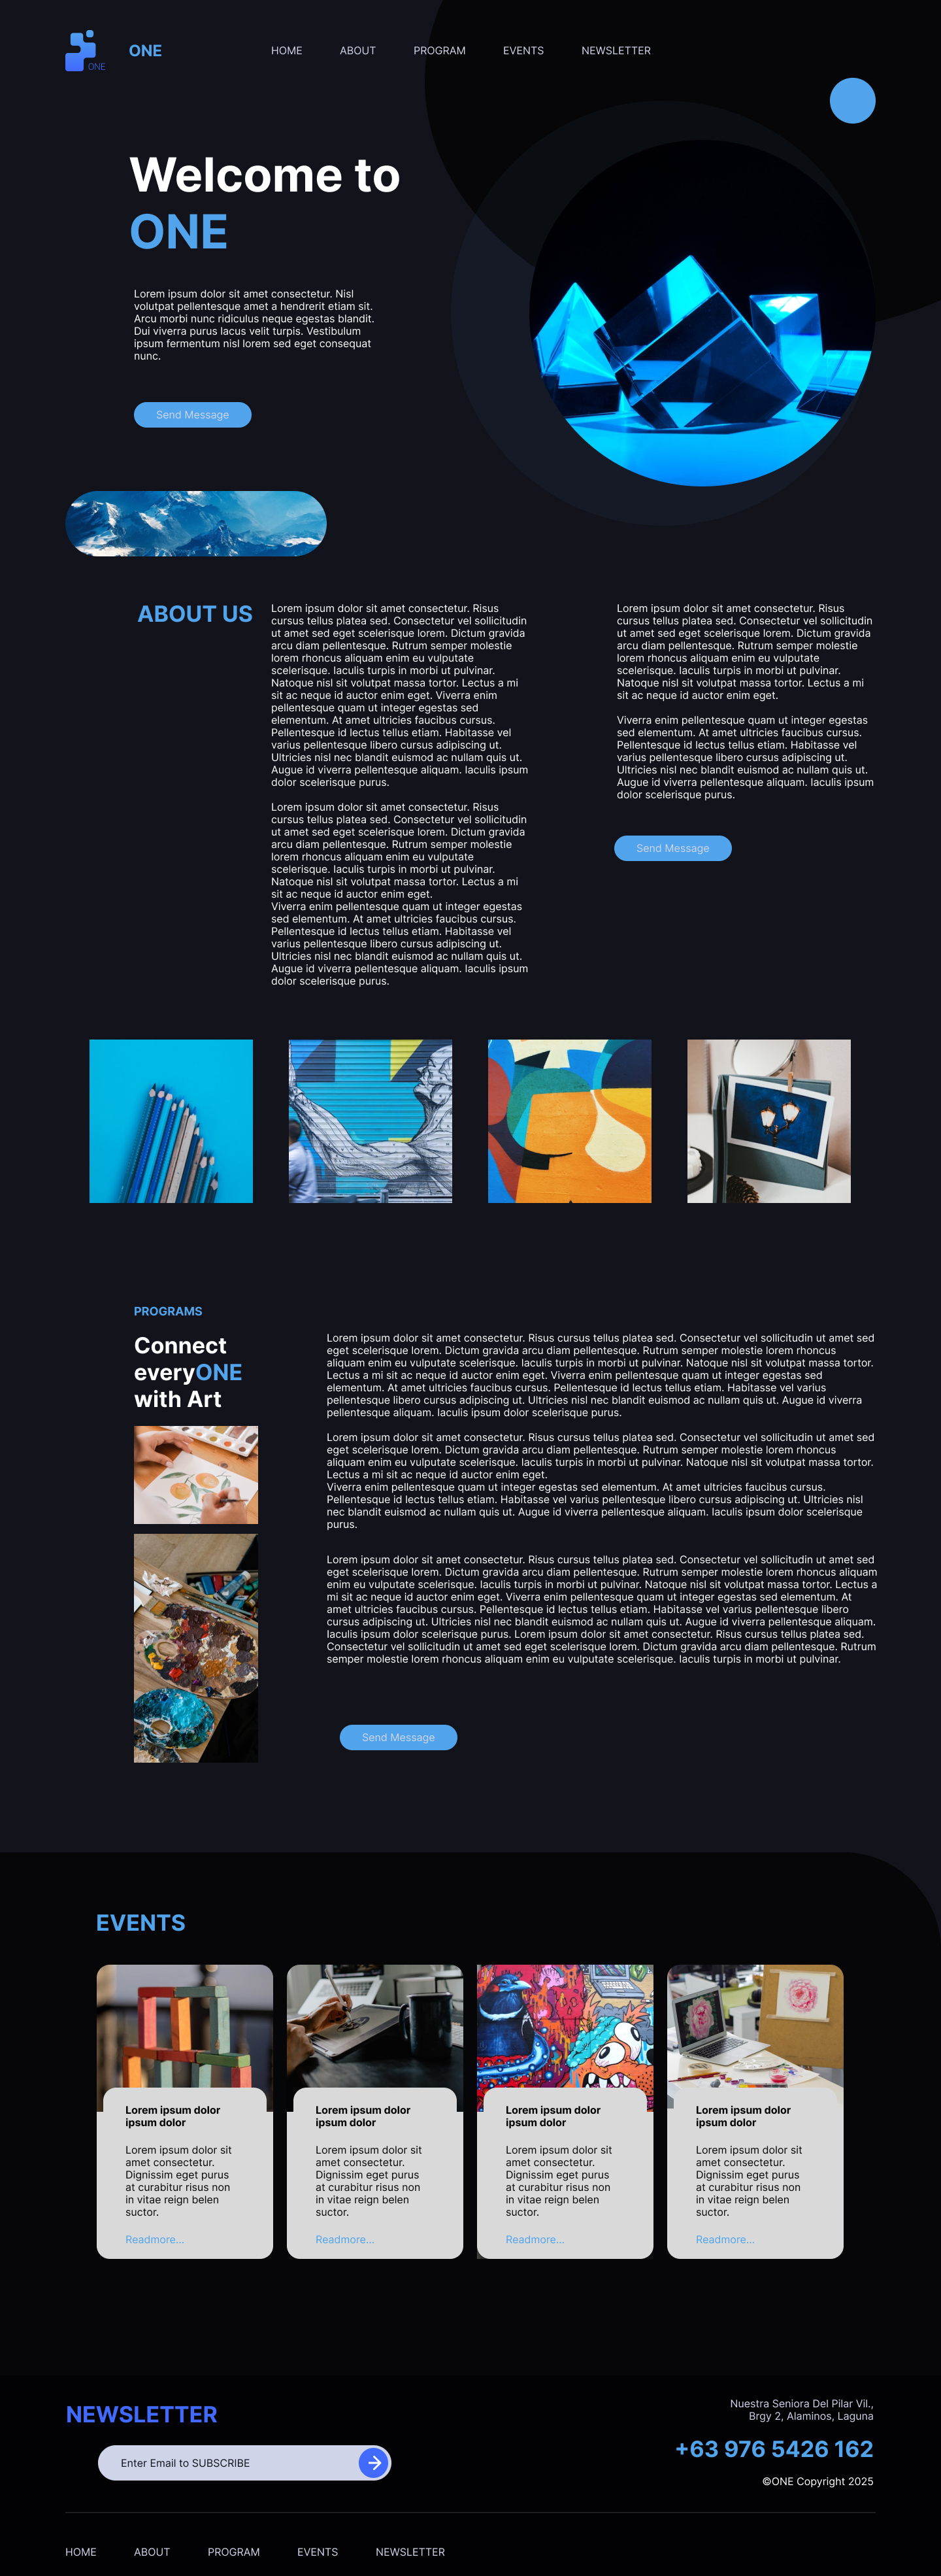 ONE
ONE
HOME
ABOUT
PROGRAM
EVENTS
NEWSLETTER
Welcome to
ONE
Lorem ipsum dolor sit amet consectetur. Nisl
volutpat pellentesque amet a hendrerit etiam sit.
Arcu morbi nunc ridiculus neque egestas blandit.
Dui viverra purus lacus velit turpis. Vestibulum
ipsum fermentum nisl lorem sed eget consequat
nunc.
Send Message
ABOUT US
Lorem ipsum dolor sit amet consectetur. Risus
cursus tellus platea sed. Consectetur vel sollicitudin
ut amet sed eget scelerisque lorem. Dictum gravida
arcu diam pellentesque. Rutrum semper molestie
lorem rhoncus aliquam enim eu vulputate
scelerisque. Iaculis turpis in morbi ut pulvinar.
Natoque nisl sit volutpat massa tortor. Lectus a mi
sit ac neque id auctor enim eget. Viverra enim
pellentesque quam ut integer egestas sed
elementum. At amet ultricies faucibus cursus.
Pellentesque id lectus tellus etiam. Habitasse vel
varius pellentesque libero cursus adipiscing ut.
Ultricies nisl nec blandit euismod ac nullam quis ut.
Augue id viverra pellentesque aliquam. Iaculis ipsum
dolor scelerisque purus.
Lorem ipsum dolor sit amet consectetur. Risus
cursus tellus platea sed. Consectetur vel sollicitudin
ut amet sed eget scelerisque lorem. Dictum gravida
arcu diam pellentesque. Rutrum semper molestie
lorem rhoncus aliquam enim eu vulputate
scelerisque. Iaculis turpis in morbi ut pulvinar.
Natoque nisl sit volutpat massa tortor. Lectus a mi
sit ac neque id auctor enim eget.
Viverra enim pellentesque quam ut integer egestas
sed elementum. At amet ultricies faucibus cursus.
Pellentesque id lectus tellus etiam. Habitasse vel
varius pellentesque libero cursus adipiscing ut.
Ultricies nisl nec blandit euismod ac nullam quis ut.
Augue id viverra pellentesque aliquam. Iaculis ipsum
dolor scelerisque purus.
Lorem ipsum dolor sit amet consectetur. Risus
cursus tellus platea sed. Consectetur vel sollicitudin
ut amet sed eget scelerisque lorem. Dictum gravida
arcu diam pellentesque. Rutrum semper molestie
lorem rhoncus aliquam enim eu vulputate
scelerisque. Iaculis turpis in morbi ut pulvinar.
Natoque nisl sit volutpat massa tortor. Lectus a mi
sit ac neque id auctor enim eget.
Viverra enim pellentesque quam ut integer egestas
sed elementum. At amet ultricies faucibus cursus.
Pellentesque id lectus tellus etiam. Habitasse vel
varius pellentesque libero cursus adipiscing ut.
Ultricies nisl nec blandit euismod ac nullam quis ut.
Augue id viverra pellentesque aliquam. Iaculis ipsum
dolor scelerisque purus.
Send Message
PROGRAMS
Connect
everyONE
with Art
Lorem ipsum dolor sit amet consectetur. Risus cursus tellus platea sed. Consectetur vel sollicitudin ut amet sed
eget scelerisque lorem. Dictum gravida arcu diam pellentesque. Rutrum semper molestie lorem rhoncus
aliquam enim eu vulputate scelerisque. Iaculis turpis in morbi ut pulvinar. Natoque nisl sit volutpat massa tortor.
Lectus a mi sit ac neque id auctor enim eget. Viverra enim pellentesque quam ut integer egestas sed
elementum. At amet ultricies faucibus cursus. Pellentesque id lectus tellus etiam. Habitasse vel varius
pellentesque libero cursus adipiscing ut. Ultricies nisl nec blandit euismod ac nullam quis ut. Augue id viverra
pellentesque aliquam. Iaculis ipsum dolor scelerisque purus.
Lorem ipsum dolor sit amet consectetur. Risus cursus tellus platea sed. Consectetur vel sollicitudin ut amet sed
eget scelerisque lorem. Dictum gravida arcu diam pellentesque. Rutrum semper molestie lorem rhoncus
aliquam enim eu vulputate scelerisque. Iaculis turpis in morbi ut pulvinar. Natoque nisl sit volutpat massa tortor.
Lectus a mi sit ac neque id auctor enim eget.
Viverra enim pellentesque quam ut integer egestas sed elementum. At amet ultricies faucibus cursus.
Pellentesque id lectus tellus etiam. Habitasse vel varius pellentesque libero cursus adipiscing ut. Ultricies nisl
nec blandit euismod ac nullam quis ut. Augue id viverra pellentesque aliquam. Iaculis ipsum dolor scelerisque
purus.
Lorem ipsum dolor sit amet consectetur. Risus cursus tellus platea sed. Consectetur vel sollicitudin ut amet sed
eget scelerisque lorem. Dictum gravida arcu diam pellentesque. Rutrum semper molestie lorem rhoncus aliquam
enim eu vulputate scelerisque. Iaculis turpis in morbi ut pulvinar. Natoque nisl sit volutpat massa tortor. Lectus a
mi sit ac neque id auctor enim eget. Viverra enim pellentesque quam ut integer egestas sed elementum. At
amet ultricies faucibus cursus. Pellentesque id lectus tellus etiam. Habitasse vel varius pellentesque libero
cursus adipiscing ut. Ultricies nisl nec blandit euismod ac nullam quis ut. Augue id viverra pellentesque aliquam.
Iaculis ipsum dolor scelerisque purus. Lorem ipsum dolor sit amet consectetur. Risus cursus tellus platea sed.
Consectetur vel sollicitudin ut amet sed eget scelerisque lorem. Dictum gravida arcu diam pellentesque. Rutrum
semper molestie lorem rhoncus aliquam enim eu vulputate scelerisque. Iaculis turpis in morbi ut pulvinar.
Send Message
EVENTS
Lorem ipsum dolor
ipsum dolor
Lorem ipsum dolor sit
amet consectetur.
Dignissim eget purus
at curabitur risus non
in vitae reign belen
suctor.
Readmore...
Lorem ipsum dolor
ipsum dolor
Lorem ipsum dolor sit
amet consectetur.
Dignissim eget purus
at curabitur risus non
in vitae reign belen
suctor.
Readmore...
Lorem ipsum dolor
ipsum dolor
Lorem ipsum dolor sit
amet consectetur.
Dignissim eget purus
at curabitur risus non
in vitae reign belen
suctor.
Readmore...
Lorem ipsum dolor
ipsum dolor
Lorem ipsum dolor sit
amet consectetur.
Dignissim eget purus
at curabitur risus non
in vitae reign belen
suctor.
Readmore...
NEWSLETTER
Enter Email to SUBSCRIBE
Nuestra Seniora Del Pilar Vil.,
Brgy 2, Alaminos, Laguna
+63 976 5426 162
©ONE Copyright 2025
HOME
ABOUT
PROGRAM
EVENTS
NEWSLETTER